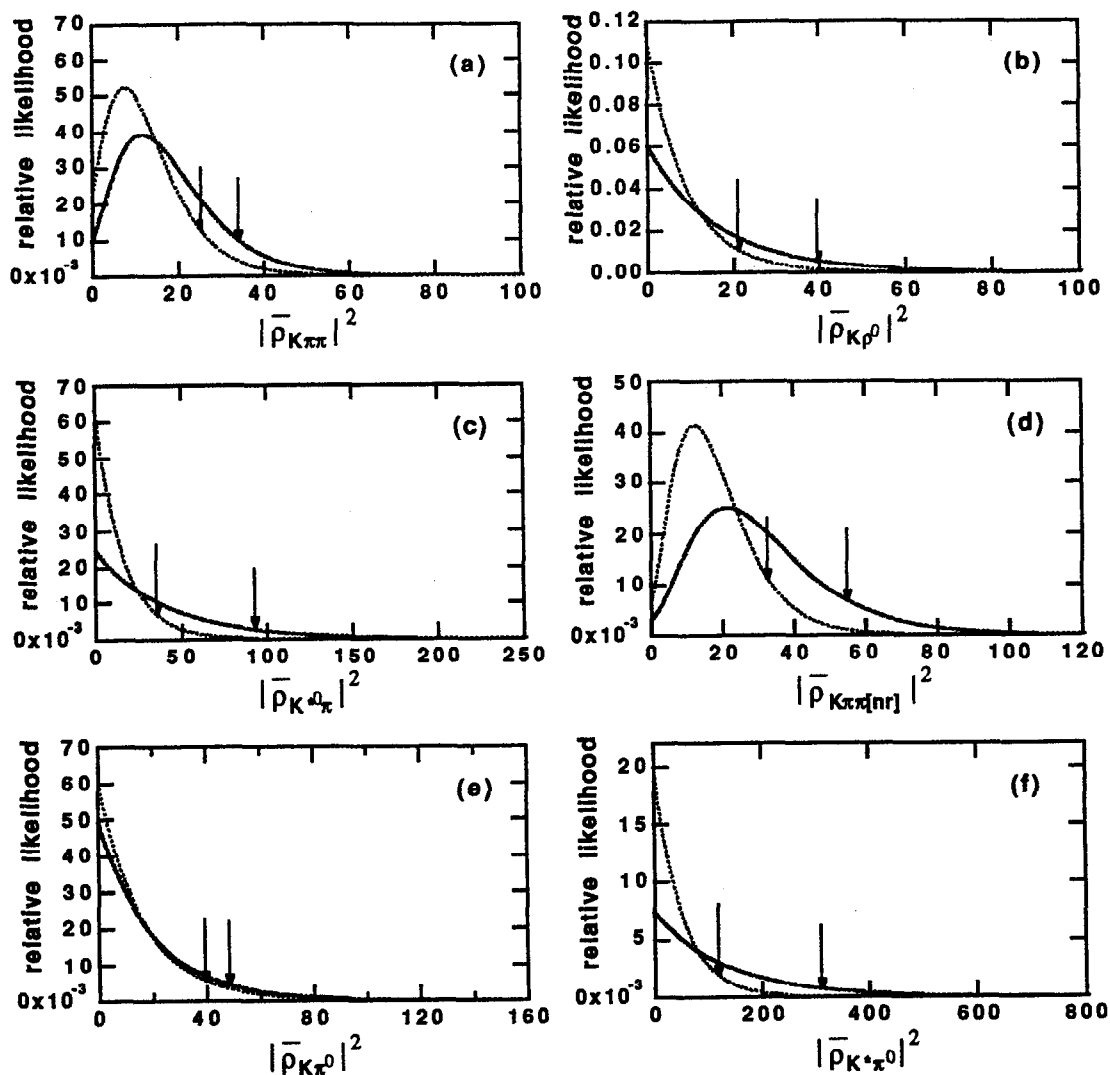 relative likelihood
70
60
50
40
30
20
10
0x10⁻³
(a)
0 20 40 60 80 100
|ρ̅Kππ|²
relative likelihood
0.12
0.10
0.08
0.06
0.04
0.02
0.00
(b)
0 20 40 60 80 100
|ρ̅Kρ⁰|²
relative likelihood
70
60
50
40
30
20
10
0x10⁻³
(c)
0 50 100 150 200 250
|ρ̅K*⁰π|²
relative likelihood
50
40
30
20
10
0x10⁻³
(d)
0 20 40 60 80 100 120
|ρ̅Kππ[nr]|²
relative likelihood
70
60
50
40
30
20
10
0x10⁻³
(e)
0 40 80 120 160
|ρ̅Kπ⁰|²
relative likelihood
20
15
10
5
0x10⁻³
(f)
0 200 400 600 800
|ρ̅K*π⁰|²